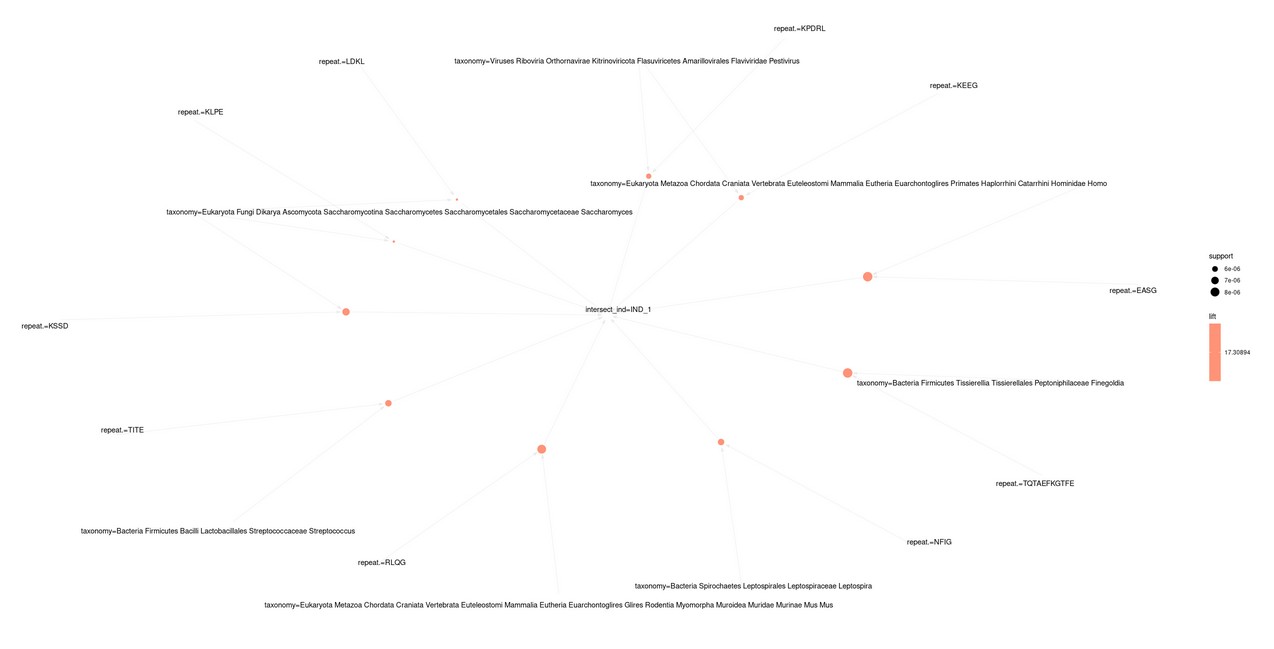 repeat.=KPDRL
repeat.=LDKL
taxonomy=Viruses Riboviria Orthornavirae Kitrinoviricota Flasuviricetes Amarillovirales Flaviviridae Pestivirus
repeat.=KEEG
repeat.=KLPE
taxonomy=Eukaryota Metazoa Chordata Craniata Vertebrata Euteleostomi Mammalia Eutheria Euarchontoglires Primates Haplorrhini Catarrhini Hominidae Homo
taxonomy=Eukaryota Fungi Dikarya Ascomycota Saccharomycotina Saccharomycetes Saccharomycetales Saccharomycetaceae Saccharomyces
support
6e-06
7e-06
8e-06
repeat.=EASG
intersect_ind=IND_1
lift
17.30894
repeat.=KSSD
taxonomy=Bacteria Firmicutes Tissierellia Tissierellales Peptoniphilaceae Finegoldia
repeat.=TITE
repeat.=TQTAEFKGTFE
taxonomy=Bacteria Firmicutes Bacilli Lactobacillales Streptococcaceae Streptococcus
repeat.=NFIG
repeat.=RLQG
taxonomy=Bacteria Spirochaetes Leptospirales Leptospiraceae Leptospira
taxonomy=Eukaryota Metazoa Chordata Craniata Vertebrata Euteleostomi Mammalia Eutheria Euarchontoglires Glires Rodentia Myomorpha Muroidea Muridae Murinae Mus Mus